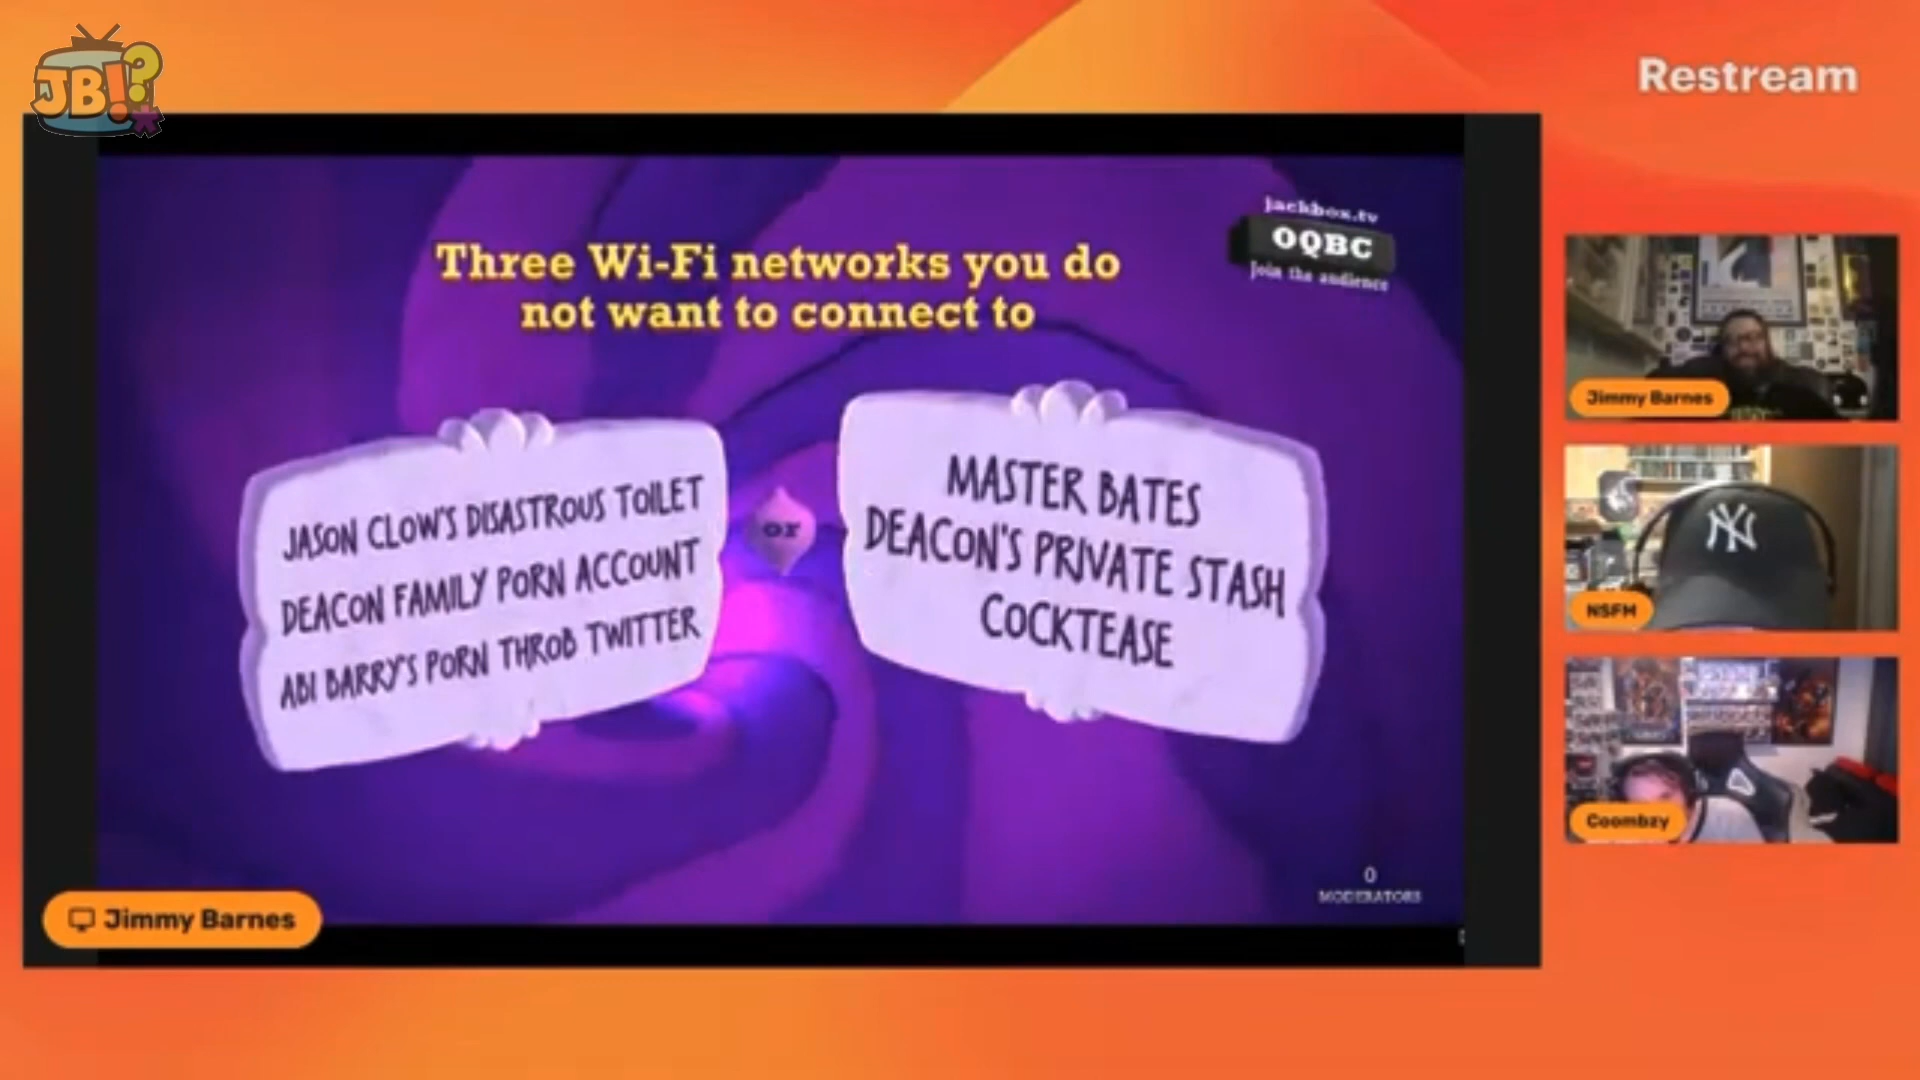 JB!?*
Restream
jackbox.tv
OQBC
Join the audience
Three Wi-Fi networks you do
not want to connect to
JASON CLOW'S DISASTROUS TOILET
DEACON FAMILY PORN ACCOUNT
ABI BARRY'S PORN THROB TWITTER
or
MASTER BATES
DEACON'S PRIVATE STASH
COCKTEASE
0
MODERATORS
Jimmy Barnes
Jimmy Barnes
NY
NSFM
Coombzy